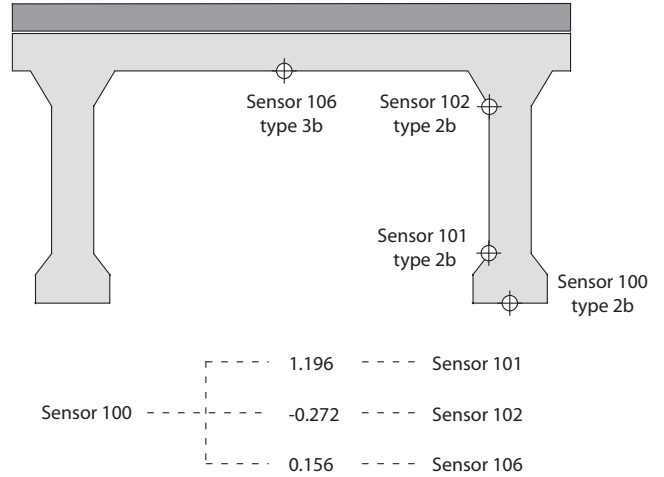 Sensor 106
type 3b
Sensor 102
type 2b
Sensor 101
type 2b
Sensor 100
type 2b
Sensor 100
1.196 Sensor 101
-0.272 Sensor 102
0.156 Sensor 106